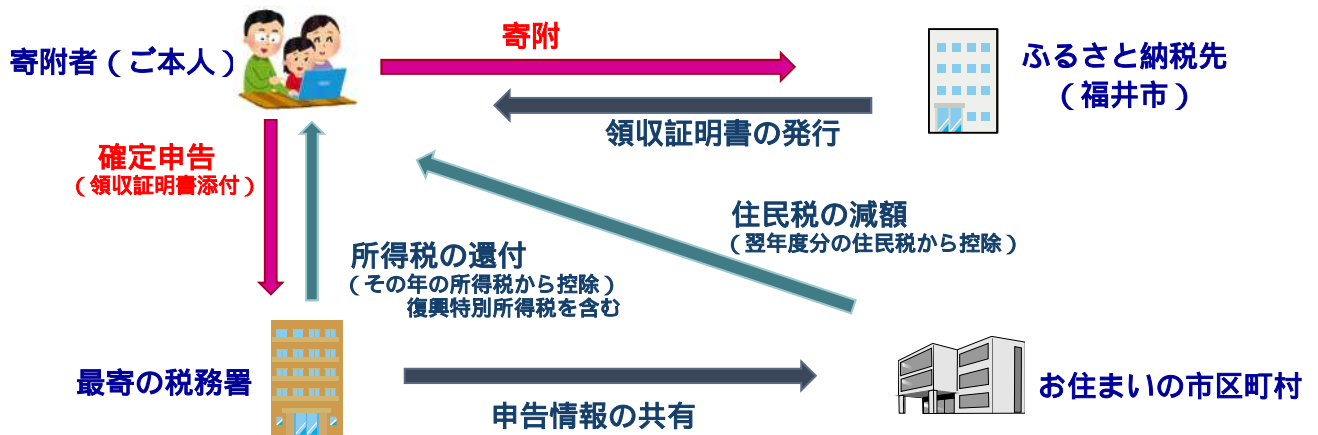 寄附
寄附者（ご本人）
ふるさと納税先
（福井市）
領収証明書の発行
確定申告
（領収証明書添付）
住民税の減額
（翌年度分の住民税から控除）
所得税の還付
（その年の所得税から控除）
復興特別所得税を含む
最寄の税務署
お住まいの市区町村
申告情報の共有